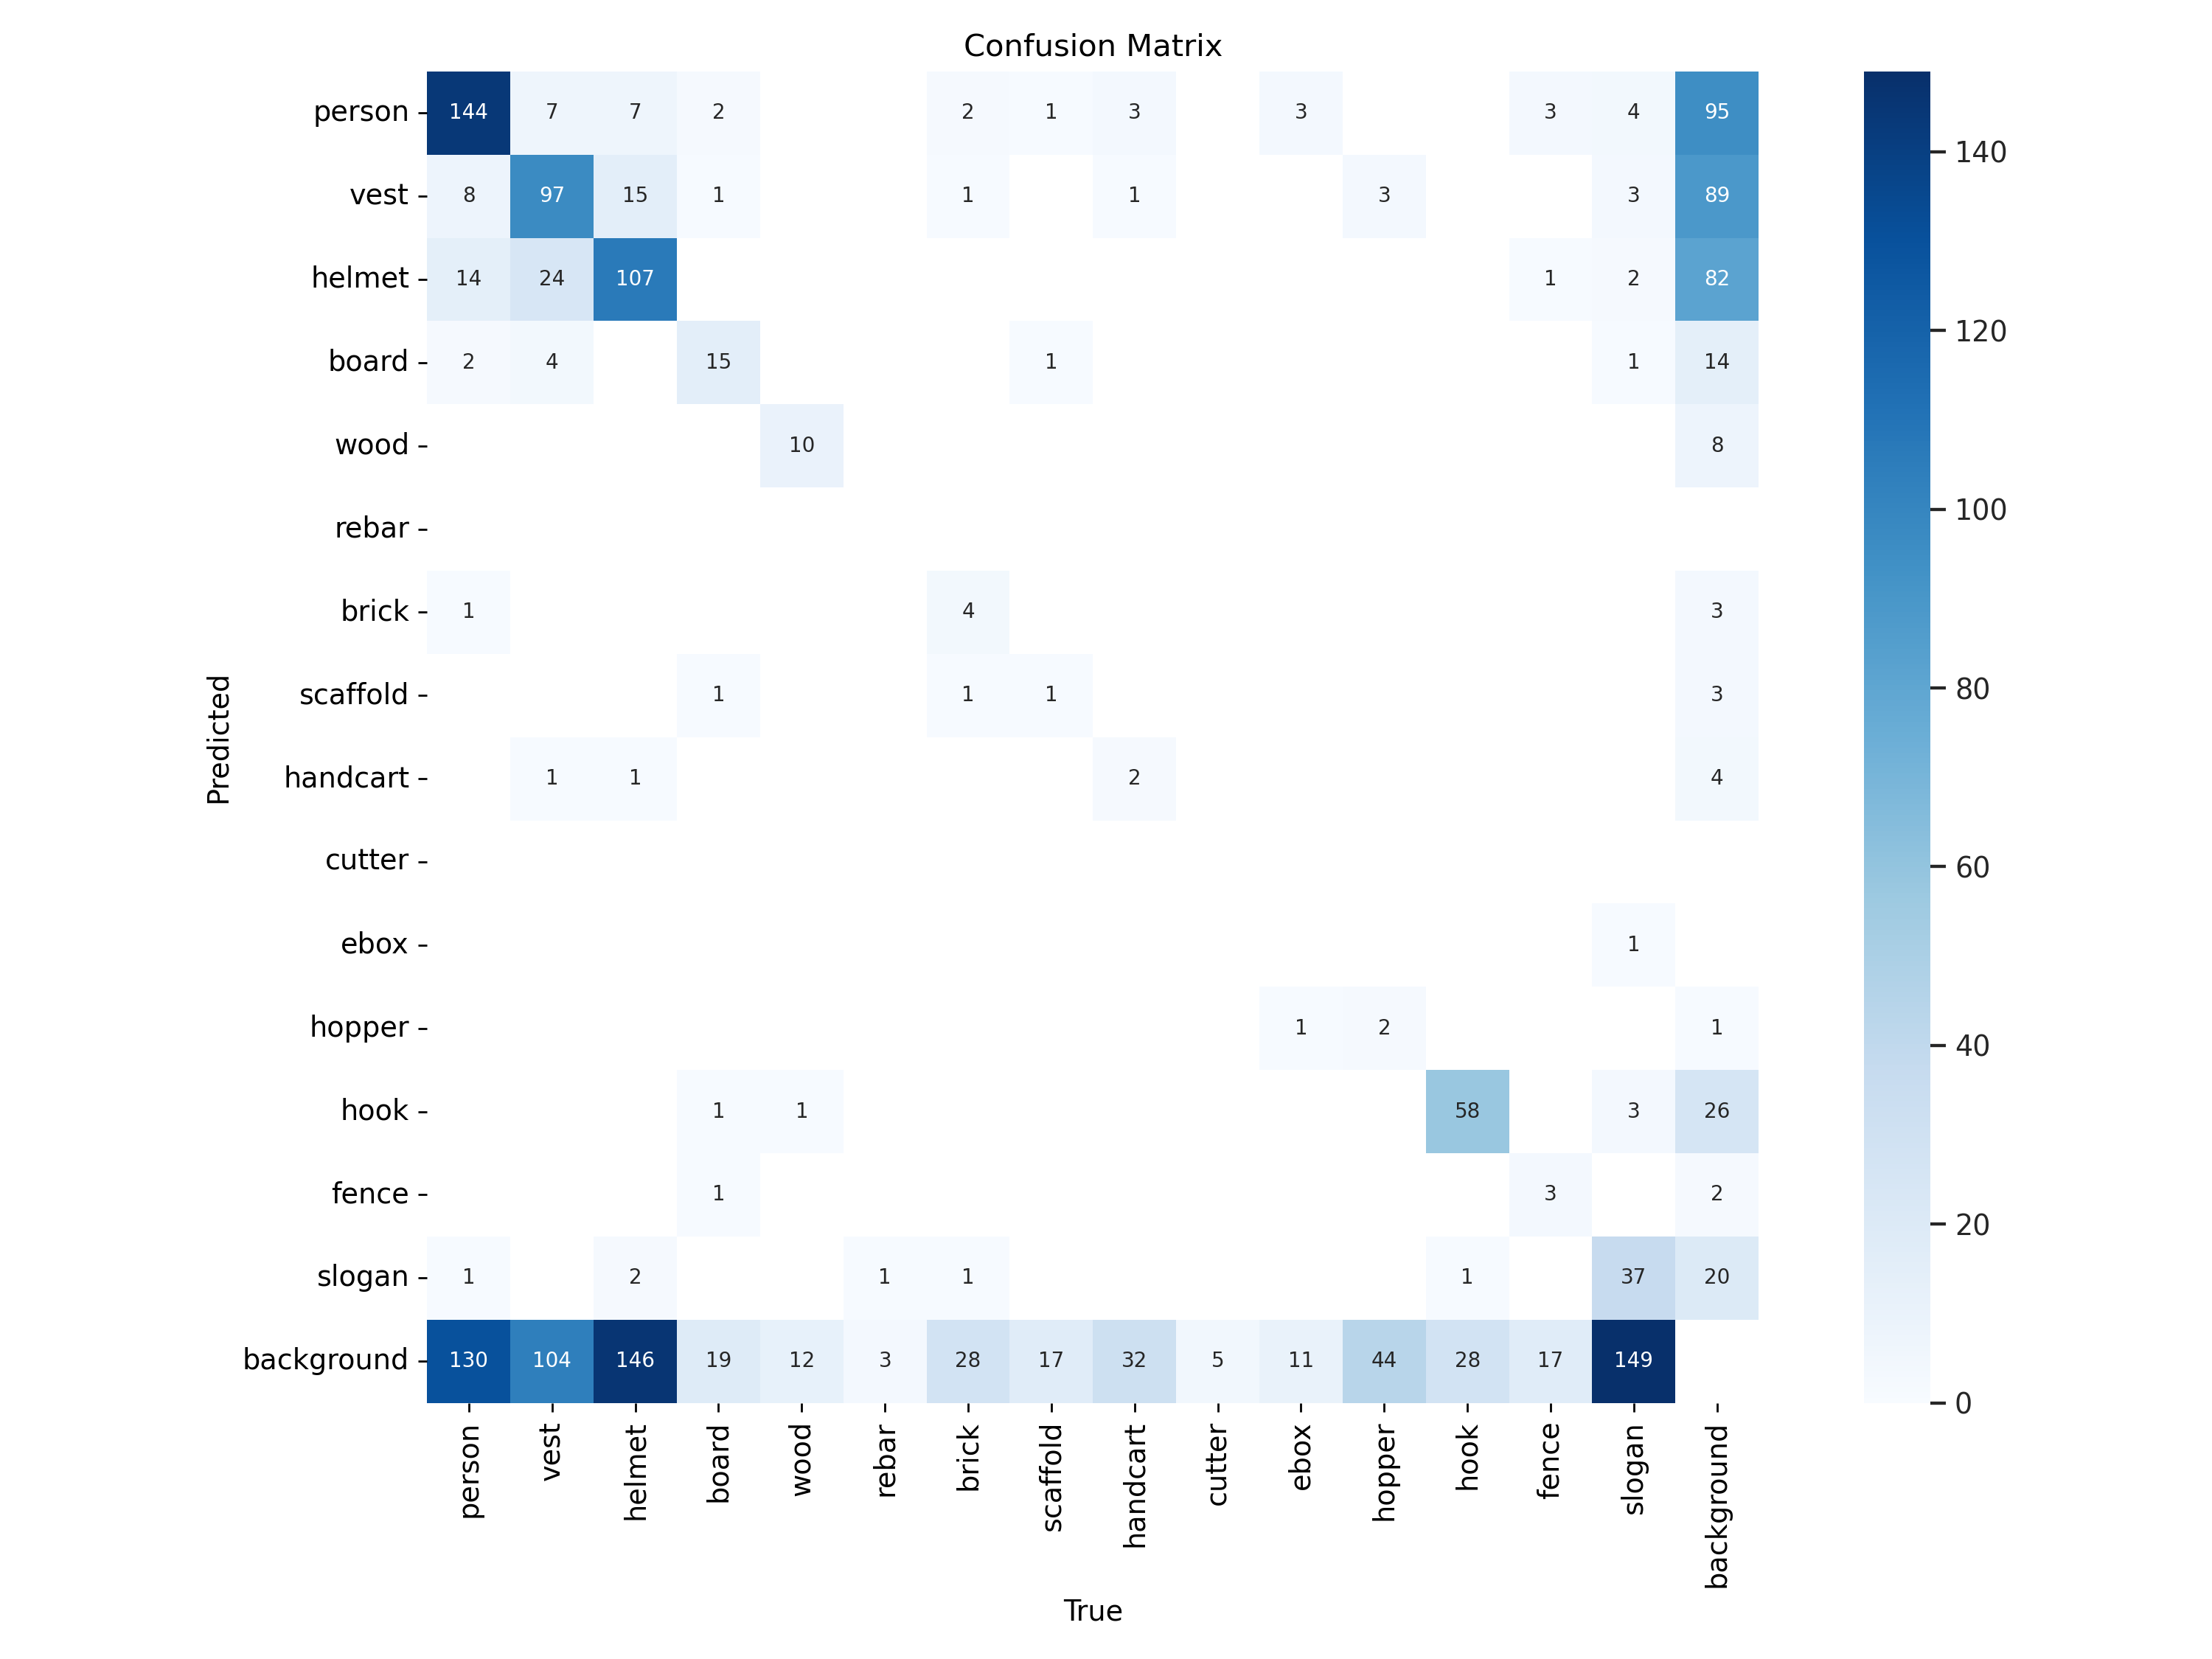 Confusion Matrix
person 144 7 7 2 2 1 3 3 3 4 95
vest 8 97 15 1 1 1 3 3 89
helmet 14 24 107 1 2 82
board 2 4 15 1 1 14
wood 10 8
rebar
brick 1 4 3
scaffold 1 1 1 3
handcart 1 1 2 4
cutter
ebox 1
hopper 1 2 1
hook 1 1 58 3 26
fence 1 3 2
slogan 1 2 1 1 1 37 20
background 130 104 146 19 12 3 28 17 32 5 11 44 28 17 149
person vest helmet board wood rebar brick scaffold handcart cutter ebox hopper hook fence slogan background
True
Predicted
140
120
100
80
60
40
20
0